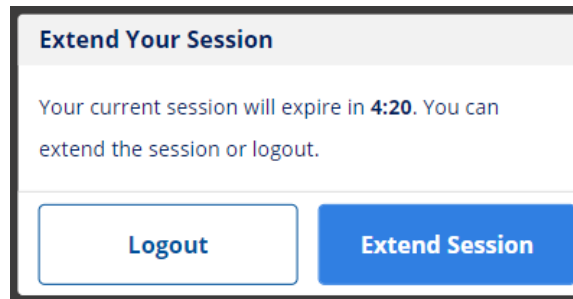 Extend Your Session
Your current session will expire in 4:20. You can
extend the session or logout.
Logout
Extend Session